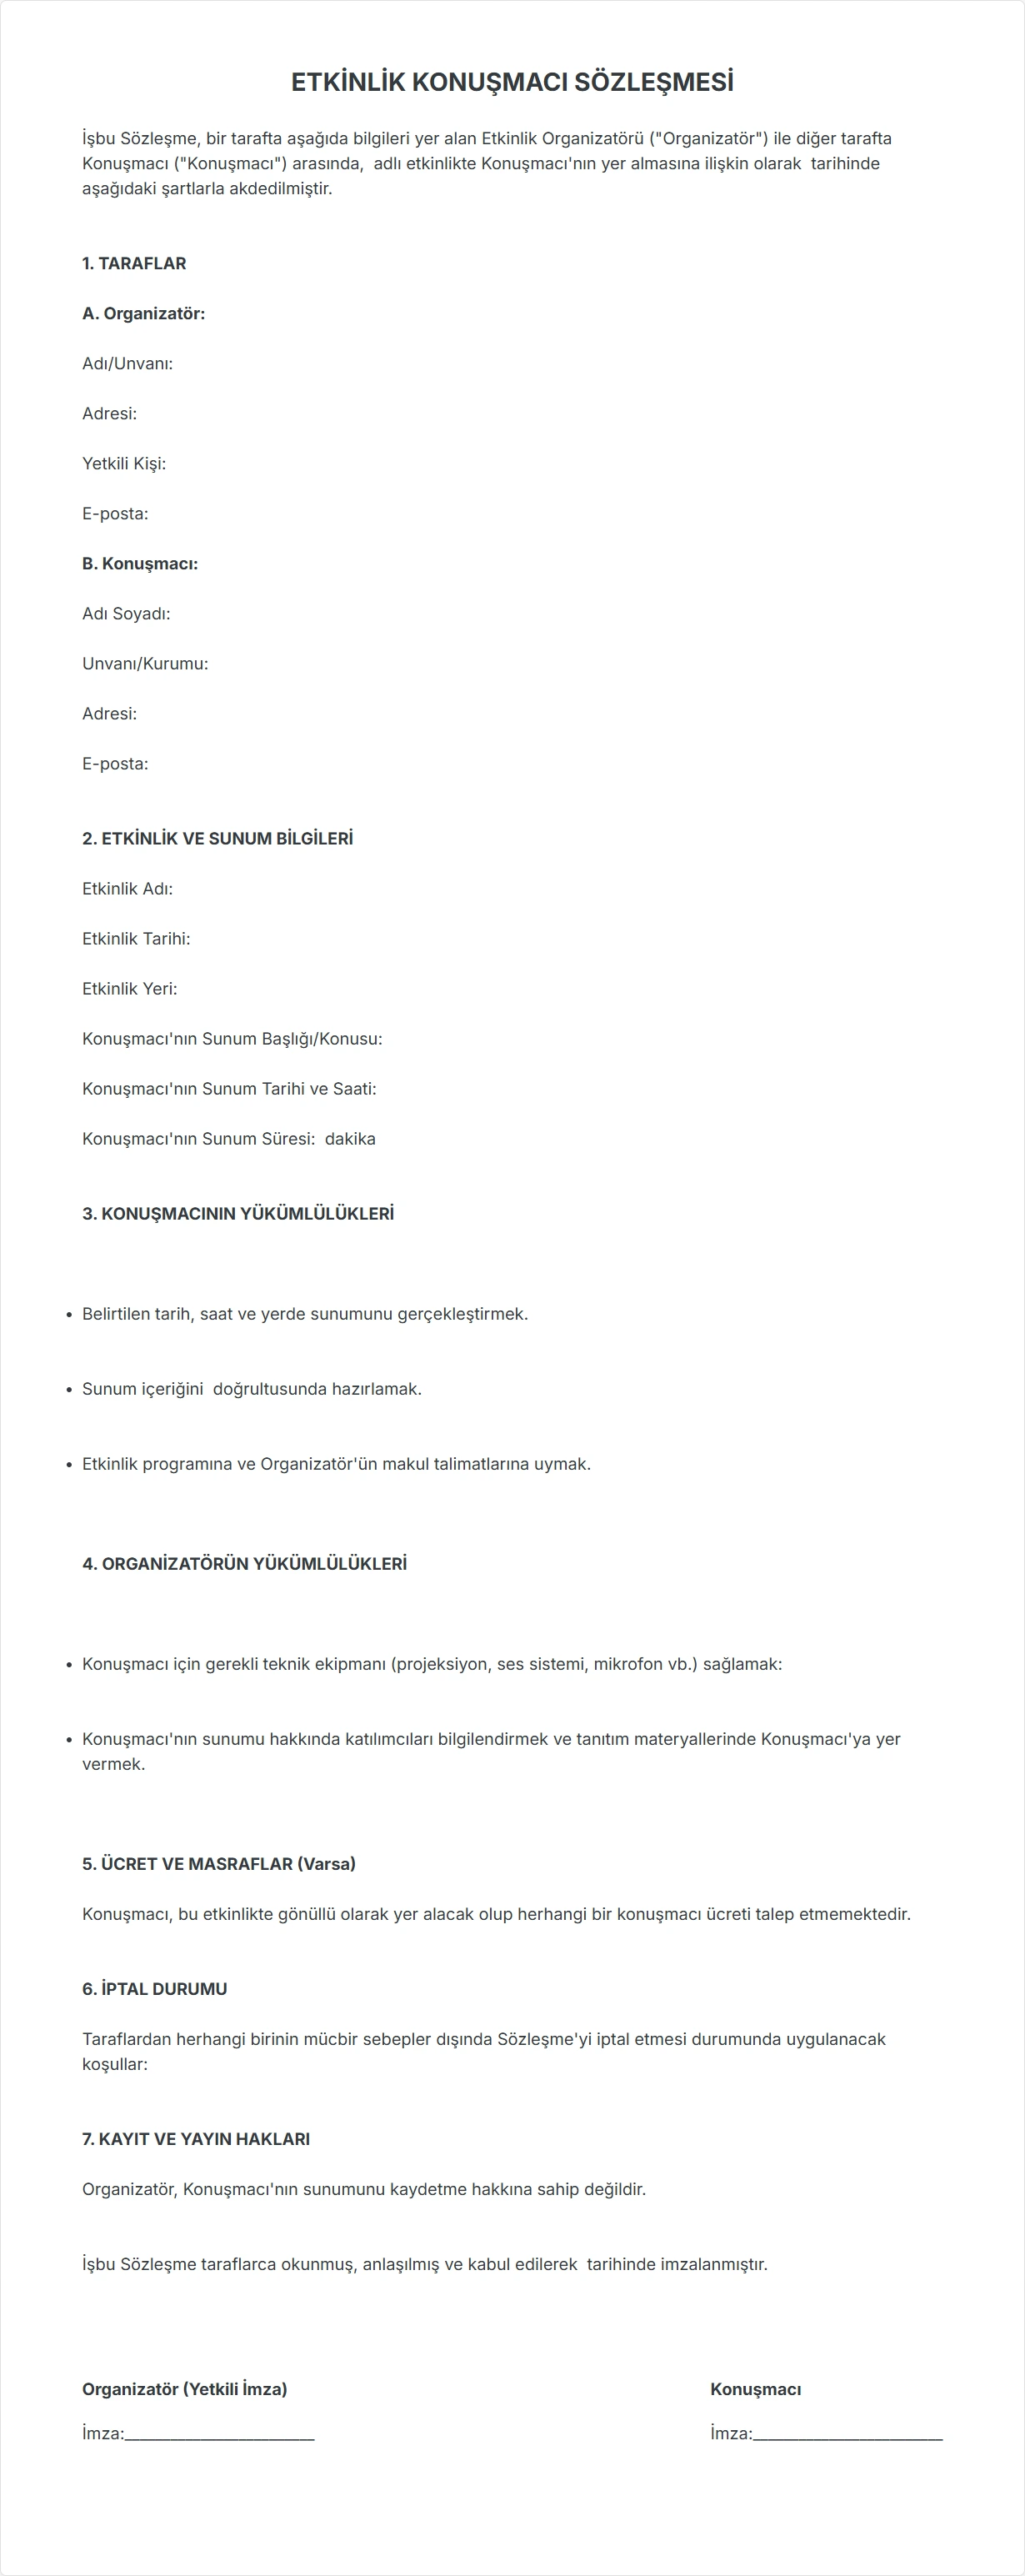 ETKİNLİK KONUŞMACI SÖZLEŞMESİ
İşbu Sözleşme, bir tarafta aşağıda bilgileri yer alan Etkinlik Organizatörü ("Organizatör") ile diğer tarafta
Konuşmacı ("Konuşmacı") arasında,  adlı etkinlikte Konuşmacı'nın yer almasına ilişkin olarak  tarihinde
aşağıdaki şartlarla akdedilmiştir.
1. TARAFLAR
A. Organizatör:
Adı/Unvanı:
Adresi:
Yetkili Kişi:
E-posta:
B. Konuşmacı:
Adı Soyadı:
Unvanı/Kurumu:
Adresi:
E-posta:
2. ETKİNLİK VE SUNUM BİLGİLERİ
Etkinlik Adı:
Etkinlik Tarihi:
Etkinlik Yeri:
Konuşmacı'nın Sunum Başlığı/Konusu:
Konuşmacı'nın Sunum Tarihi ve Saati:
Konuşmacı'nın Sunum Süresi:  dakika
3. KONUŞMACININ YÜKÜMLÜLÜKLERİ
• Belirtilen tarih, saat ve yerde sunumunu gerçekleştirmek.
• Sunum içeriğini  doğrultusunda hazırlamak.
• Etkinlik programına ve Organizatör'ün makul talimatlarına uymak.
4. ORGANİZATÖRÜN YÜKÜMLÜLÜKLERİ
• Konuşmacı için gerekli teknik ekipmanı (projeksiyon, ses sistemi, mikrofon vb.) sağlamak:
• Konuşmacı'nın sunumu hakkında katılımcıları bilgilendirmek ve tanıtım materyallerinde Konuşmacı'ya yer
vermek.
5. ÜCRET VE MASRAFLAR (Varsa)
Konuşmacı, bu etkinlikte gönüllü olarak yer alacak olup herhangi bir konuşmacı ücreti talep etmemektedir.
6. İPTAL DURUMU
Taraflardan herhangi birinin mücbir sebepler dışında Sözleşme'yi iptal etmesi durumunda uygulanacak
koşullar:
7. KAYIT VE YAYIN HAKLARI
Organizatör, Konuşmacı'nın sunumunu kaydetme hakkına sahip değildir.
İşbu Sözleşme taraflarca okunmuş, anlaşılmış ve kabul edilerek  tarihinde imzalanmıştır.
Organizatör (Yetkili İmza) Konuşmacı
İmza:_______________________ İmza:_______________________